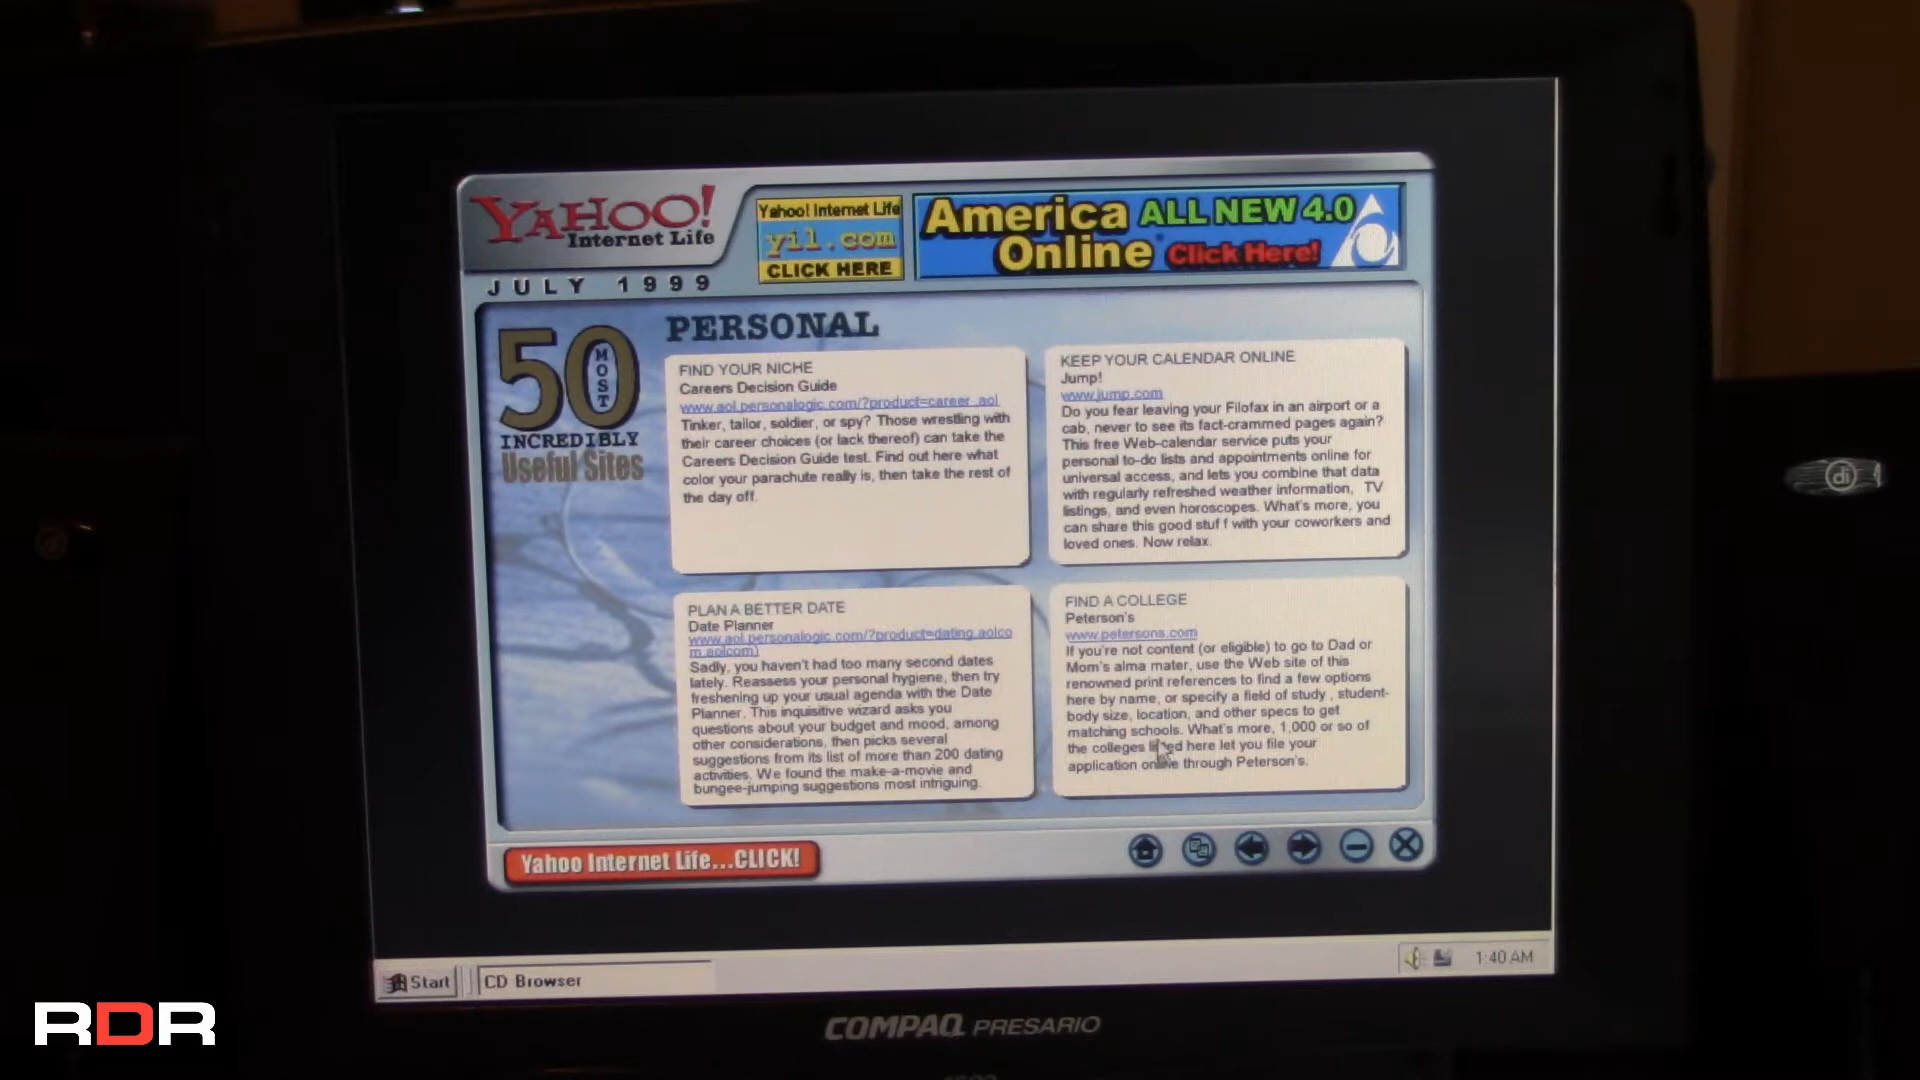 YAHOO!
Internet Life
JULY 1999
Yahoo! Internet Life
yil.com
CLICK HERE
America ALL NEW 4.0
Online Click Here!
50
MOST
INCREDIBLY
Useful Sites
PERSONAL
FIND YOUR NICHE
Careers Decision Guide
www.aol.personalogic.com/?product=career_aol
Tinker, tailor, soldier, or spy? Those wrestling with
their career choices (or lack thereof) can take the
Careers Decision Guide test. Find out here what
color your parachute really is, then take the rest of
the day off.
KEEP YOUR CALENDAR ONLINE
Jump!
www.jump.com
Do you fear leaving your Filofax in an airport or a
cab, never to see its fact-crammed pages again?
This free Web-calendar service puts your
personal to-do lists and appointments online for
universal access, and lets you combine that data
with regularly refreshed weather information, TV
listings, and even horoscopes. What's more, you
can share this good stuf f with your coworkers and
loved ones. Now relax.
PLAN A BETTER DATE
Date Planner
www.aol.personalogic.com/?product=dating.aolco
m.aolcom)
Sadly, you haven't had too many second dates
lately. Reassess your personal hygiene, then try
freshening up your usual agenda with the Date
Planner. This inquisitive wizard asks you
questions about your budget and mood, among
other considerations, then picks several
suggestions from its list of more than 200 dating
activities. We found the make-a-movie and
bungee-jumping suggestions most intriguing.
FIND A COLLEGE
Peterson's
www.petersons.com
If you're not content (or eligible) to go to Dad or
Mom's alma mater, use the Web site of this
renowned print references to find a few options
here by name, or specify a field of study , student-
body size, location, and other specs to get
matching schools. What's more, 1,000 or so of
the colleges listed here let you file your
application online through Peterson's.
Yahoo Internet Life...CLICK!
Start
CD Browser
1:40 AM
COMPAQ PRESARIO
di
RDR